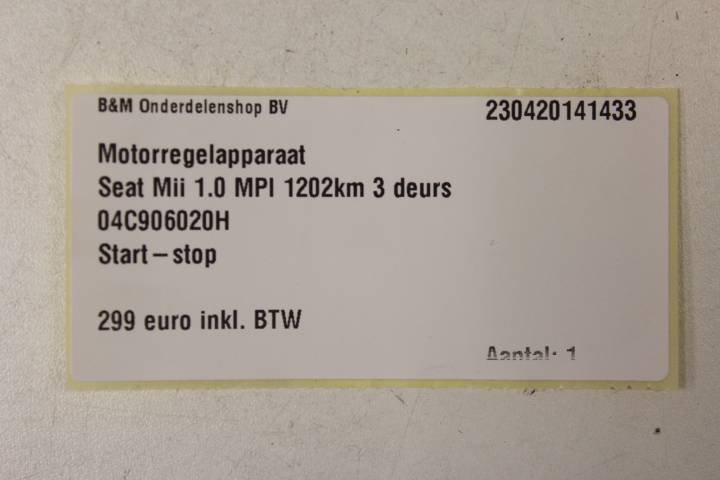 B&M Onderdelenshop BV 230420141433
Motorregelapparaat
Seat Mii 1.0 MPI 1202km 3 deurs
04C906020H
Start – stop
299 euro inkl. BTW
Aantal: 1